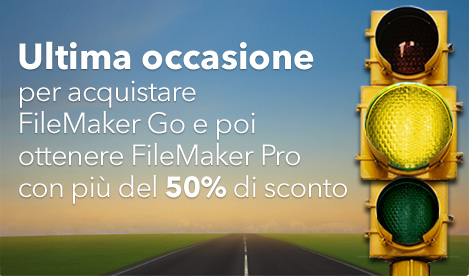 Ultima occasione
per acquistare
FileMaker Go e poi
ottenere FileMaker Pro
con più del 50% di sconto